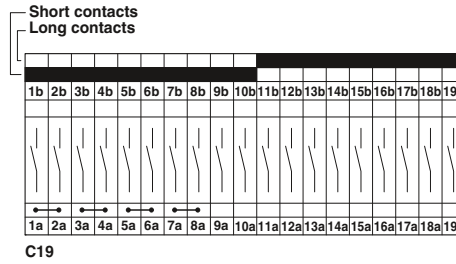 Short contacts
Long contacts
1b 2b 3b 4b 5b 6b 7b 8b 9b 10b 11b 12b 13b 14b 15b 16b 17b 18b 19
1a 2a 3a 4a 5a 6a 7a 8a 9a 10a 11a 12a 13a 14a 15a 16a 17a 18a 19
C19